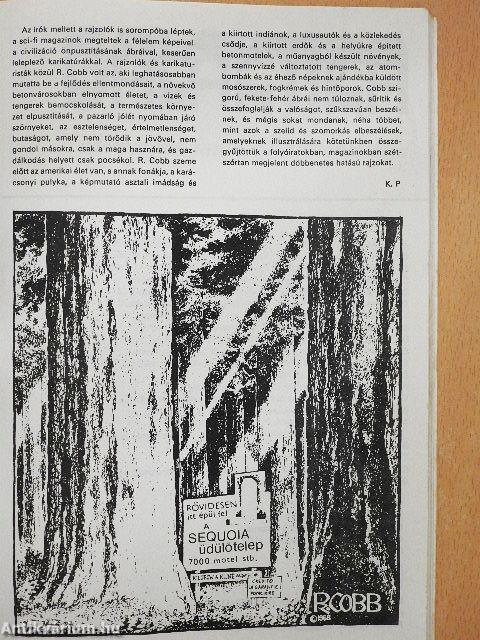 Az írók mellett a rajzolók is sorompóba léptek,
a sci-fi magazinok megteltek a félelem képeivel
a civilizáció önpusztításának ábráival, keserűen
leleplező karikatúrákkal. A rajzolók és karikatu-
risták közül R. Cobb volt az, aki leghatásosabban
mutatta be a fejlődés ellentmondásait, a növekvő
betonvárosokban elnyomott életet, a vizek és
tengerek bemocskolását, a természetes környe-
zet elpusztítását, a pazarló jólét nyomában járó
szörnyeket, az esztelenséget, értelmetlenséget,
butaságot, amely nem törődik a jövővel, nem
gondol másokra, csak a maga hasznára, és gaz-
dálkodás helyett csak pocsékol. R. Cobb szeme
előtt az amerikai élet van, s annak fonákja, a kará-
csonyi pulyka, a képmutató asztali imádság és
a kiirtott indiánok, a luxusautók és a közlekedés
csődje, a kiirtott erdők és a helyükre épített
betonmotelek, a műanyagból készült növények,
a szennyvízzé változtatott tengerek, az atom-
bombák és az éhező népeknek ajándékba küldött
mosószerek, fogkrémek és hintőporok. Cobb szi-
gorú, fekete-fehér ábrái nem túloznak, sűrítik és
összefoglalják a valóságot, szűkszavúan beszél-
nek, és mégis sokat mondanak, néha többet,
mint azok a szelíd és szomorkás elbeszélések,
amelyeknek illusztrálására kötetünkben össze-
gyűjtöttük a folyóiratokban, magazinokban szét-
szórtan megjelent döbbenetes hatású rajzokat.
K. P
RÖVIDESEN
itt épül fel
A
SEQUOIA
üdülőtelep
7000 motel stb.
R.COBB
©1968
Antikvarium.hu